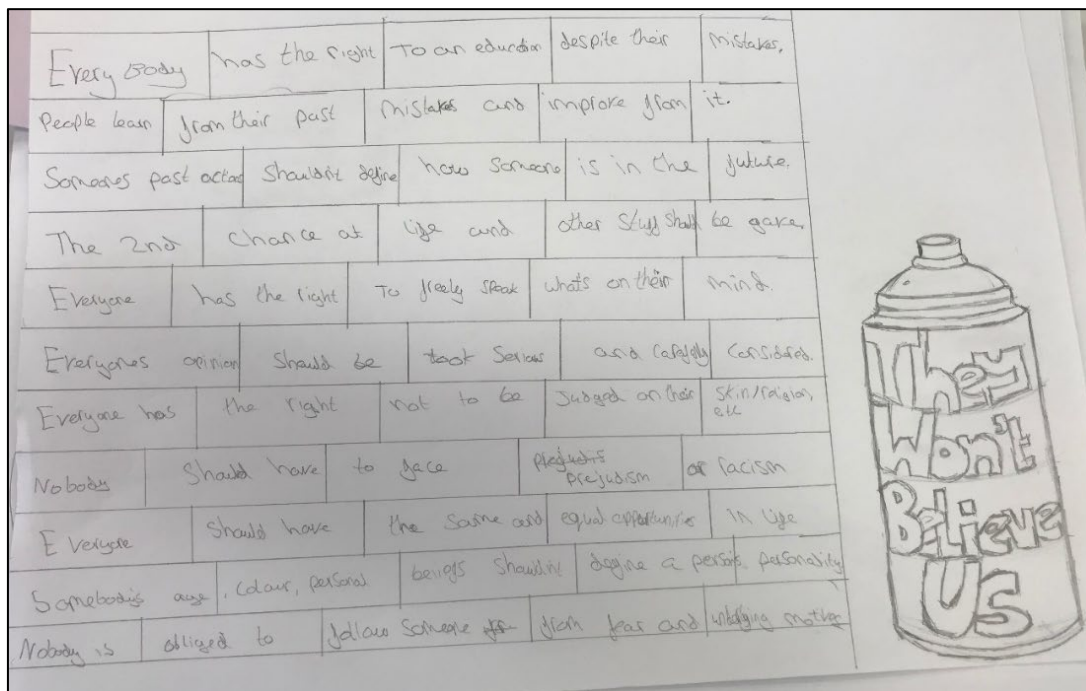 Every Body has the right To an education despite their mistakes.
People learn from their past mistakes and improve from it.
Someones past action shouldn't define how someone is in the future.
The 2nd chance at life and other stuff should be gave.
Everyone has the right To freely speak whats on their mind.
Everyones opinion should be took serious and carefully considered.
Everyone has the right not to be judged on their skin/religion, etc
Nobody should have to face prejudism or racism
Everyone should have the same and equal opportunities in life
Somebody's age, colour, personal beliefs shouldn't define a persons personality
Nobody is obliged to follow someone from fear and
They
Won't
Believe
Us